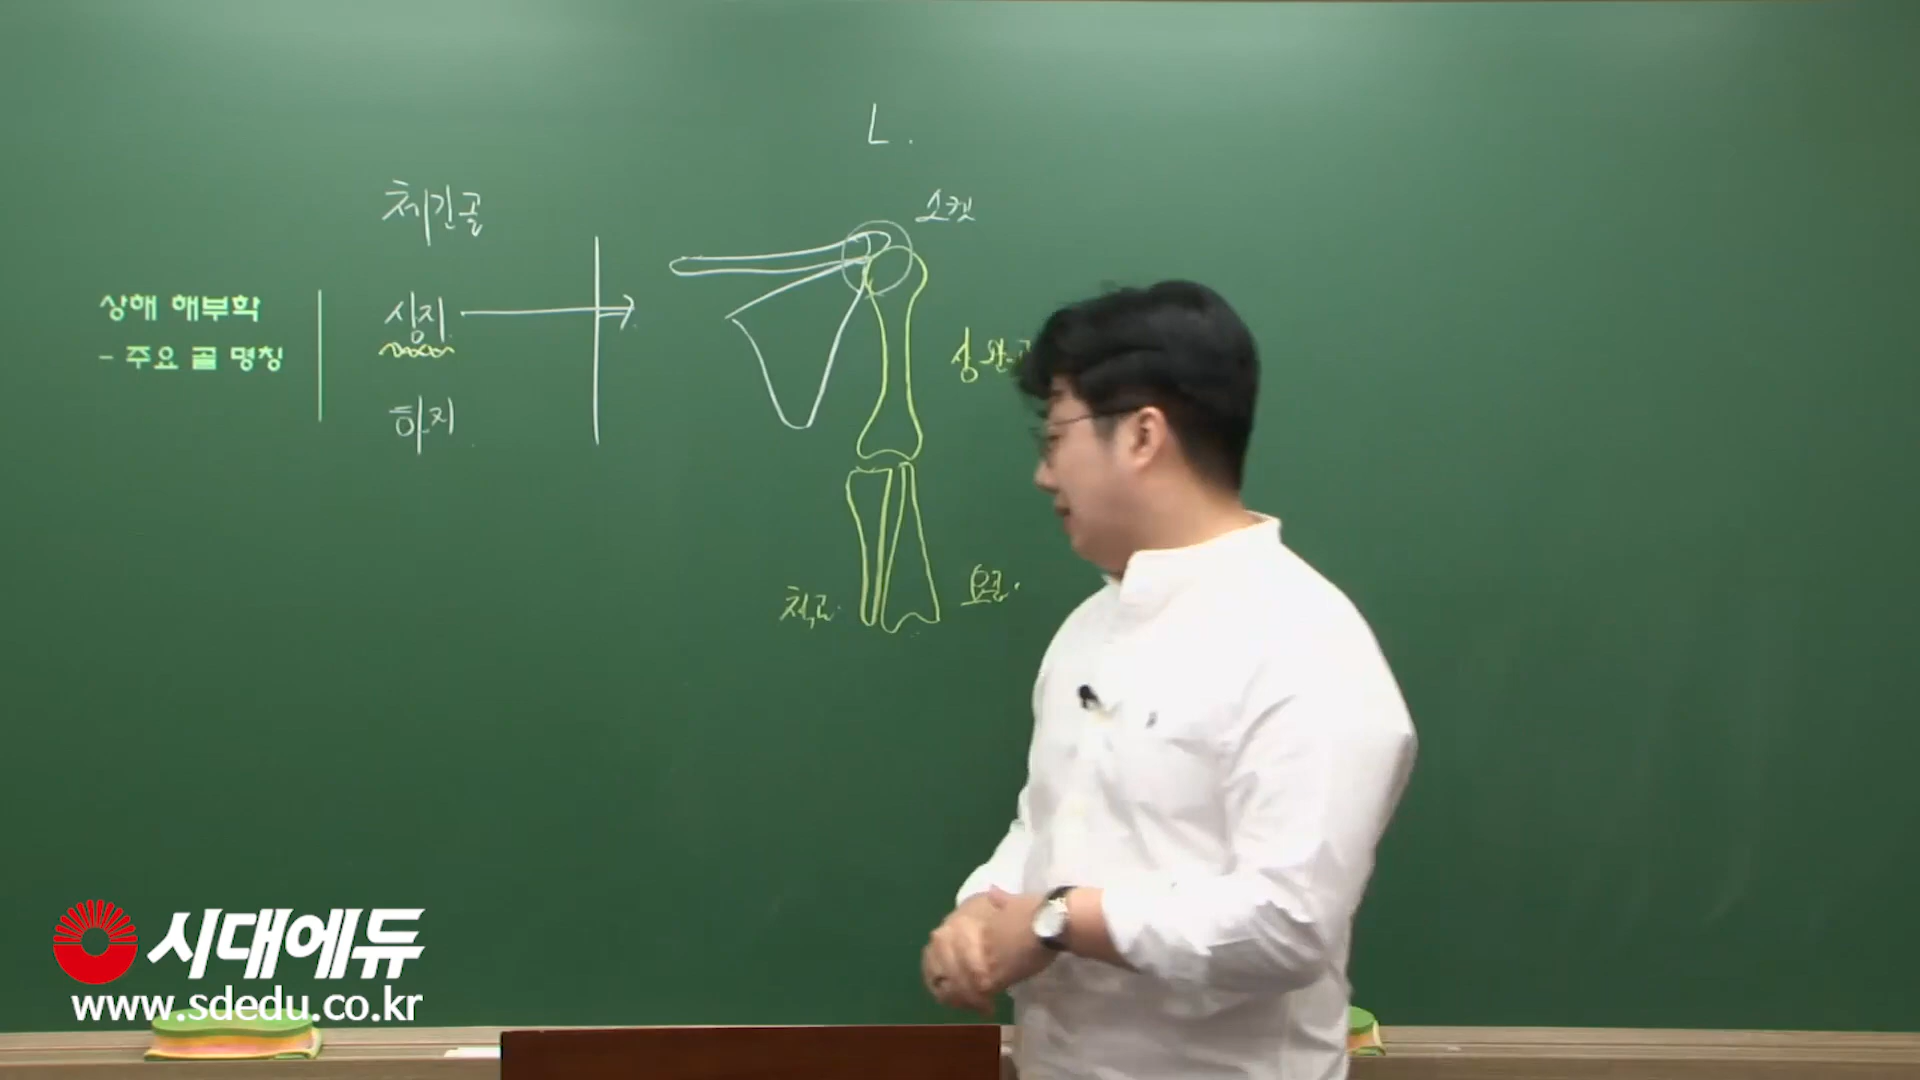 L.
소켓
체간골
상해 해부학
상지
- 주요 골 명칭
상완골
하지
척골
요골
시대에듀
www.sdedu.co.kr